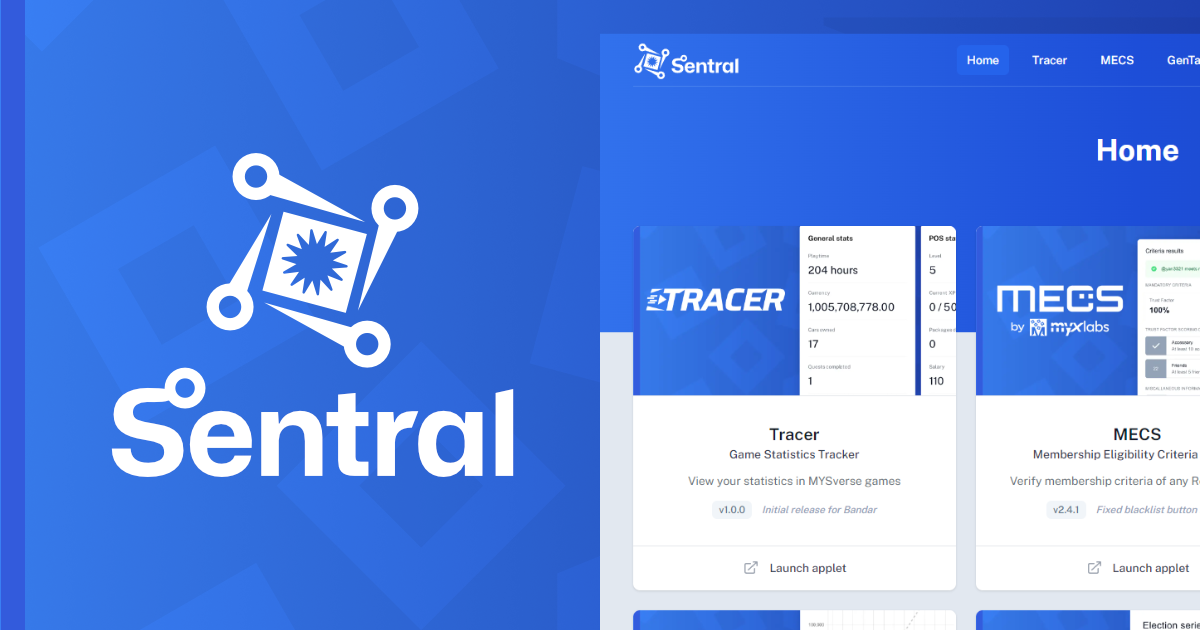 Sentral
Sentral
Home
Tracer
MECS
Home
TRACER
General stats
Playtime
204 hours
Currency
1,005,708,778.00
Cars owned
17
Quests completed
1
Level
5
0 / 50
0
Salary
110
MECS
by myxlabs
Criteria results
MANDATORY CRITERIA
Trust Factor
100%
Accessory
Friends
Tracer
Game Statistics Tracker
View your statistics in MYSverse games
v1.0.0
Initial release for Bandar
Launch applet
MECS
Membership Eligibility Criteria
Verify membership criteria of any
v2.4.1
Fixed blacklist button
Launch applet
Election